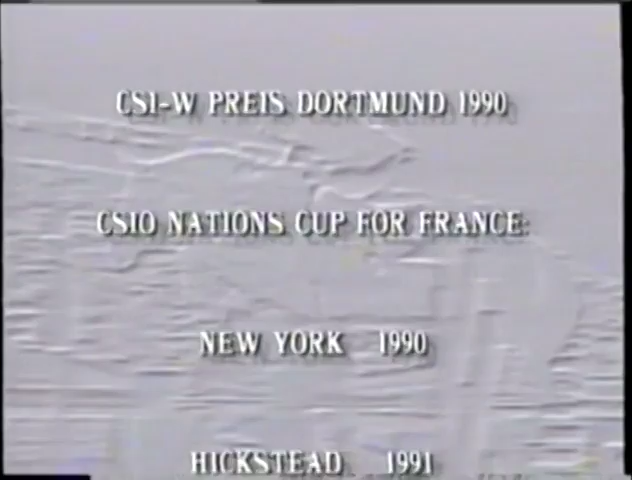 CSI-W PREIS DORTMUND 1990
CSIO NATIONS CUP FOR FRANCE:
NEW YORK 1990
HICKSTEAD 1991